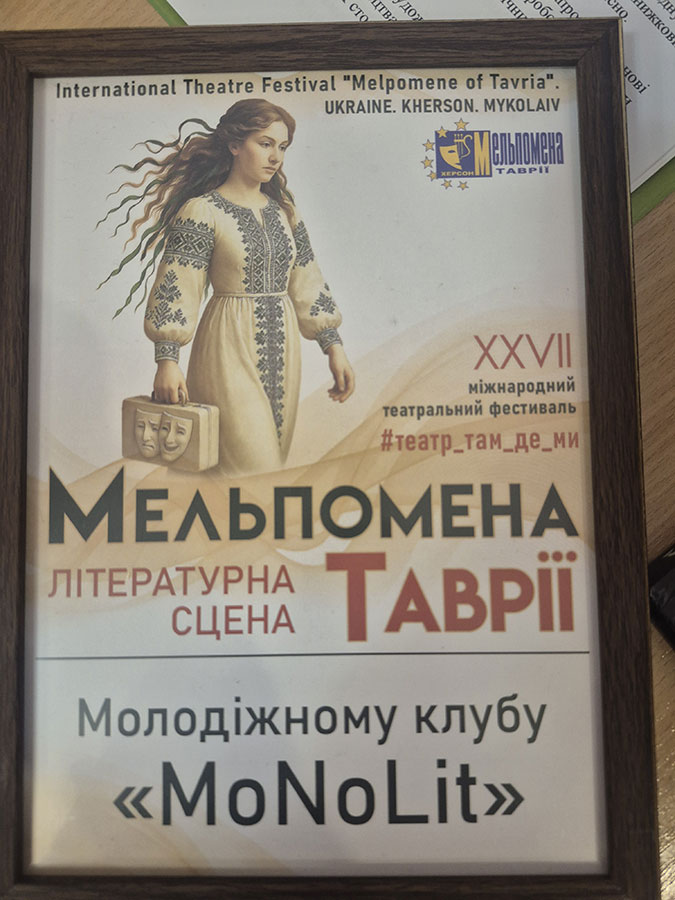 International Theatre Festival "Melpomene of Tavria".
UKRAINE. KHERSON. MYKOLAIV
Мельпомена
ТАВРІЇ
ХЕРСОН
XXVII
міжнародний
театральний фестиваль
#театр_там_де_ми
МЕЛЬПОМЕНА
ЛІТЕРАТУРНА
СЦЕНА
ТАВРІЇ
Молодіжному клубу
«MoNoLit»